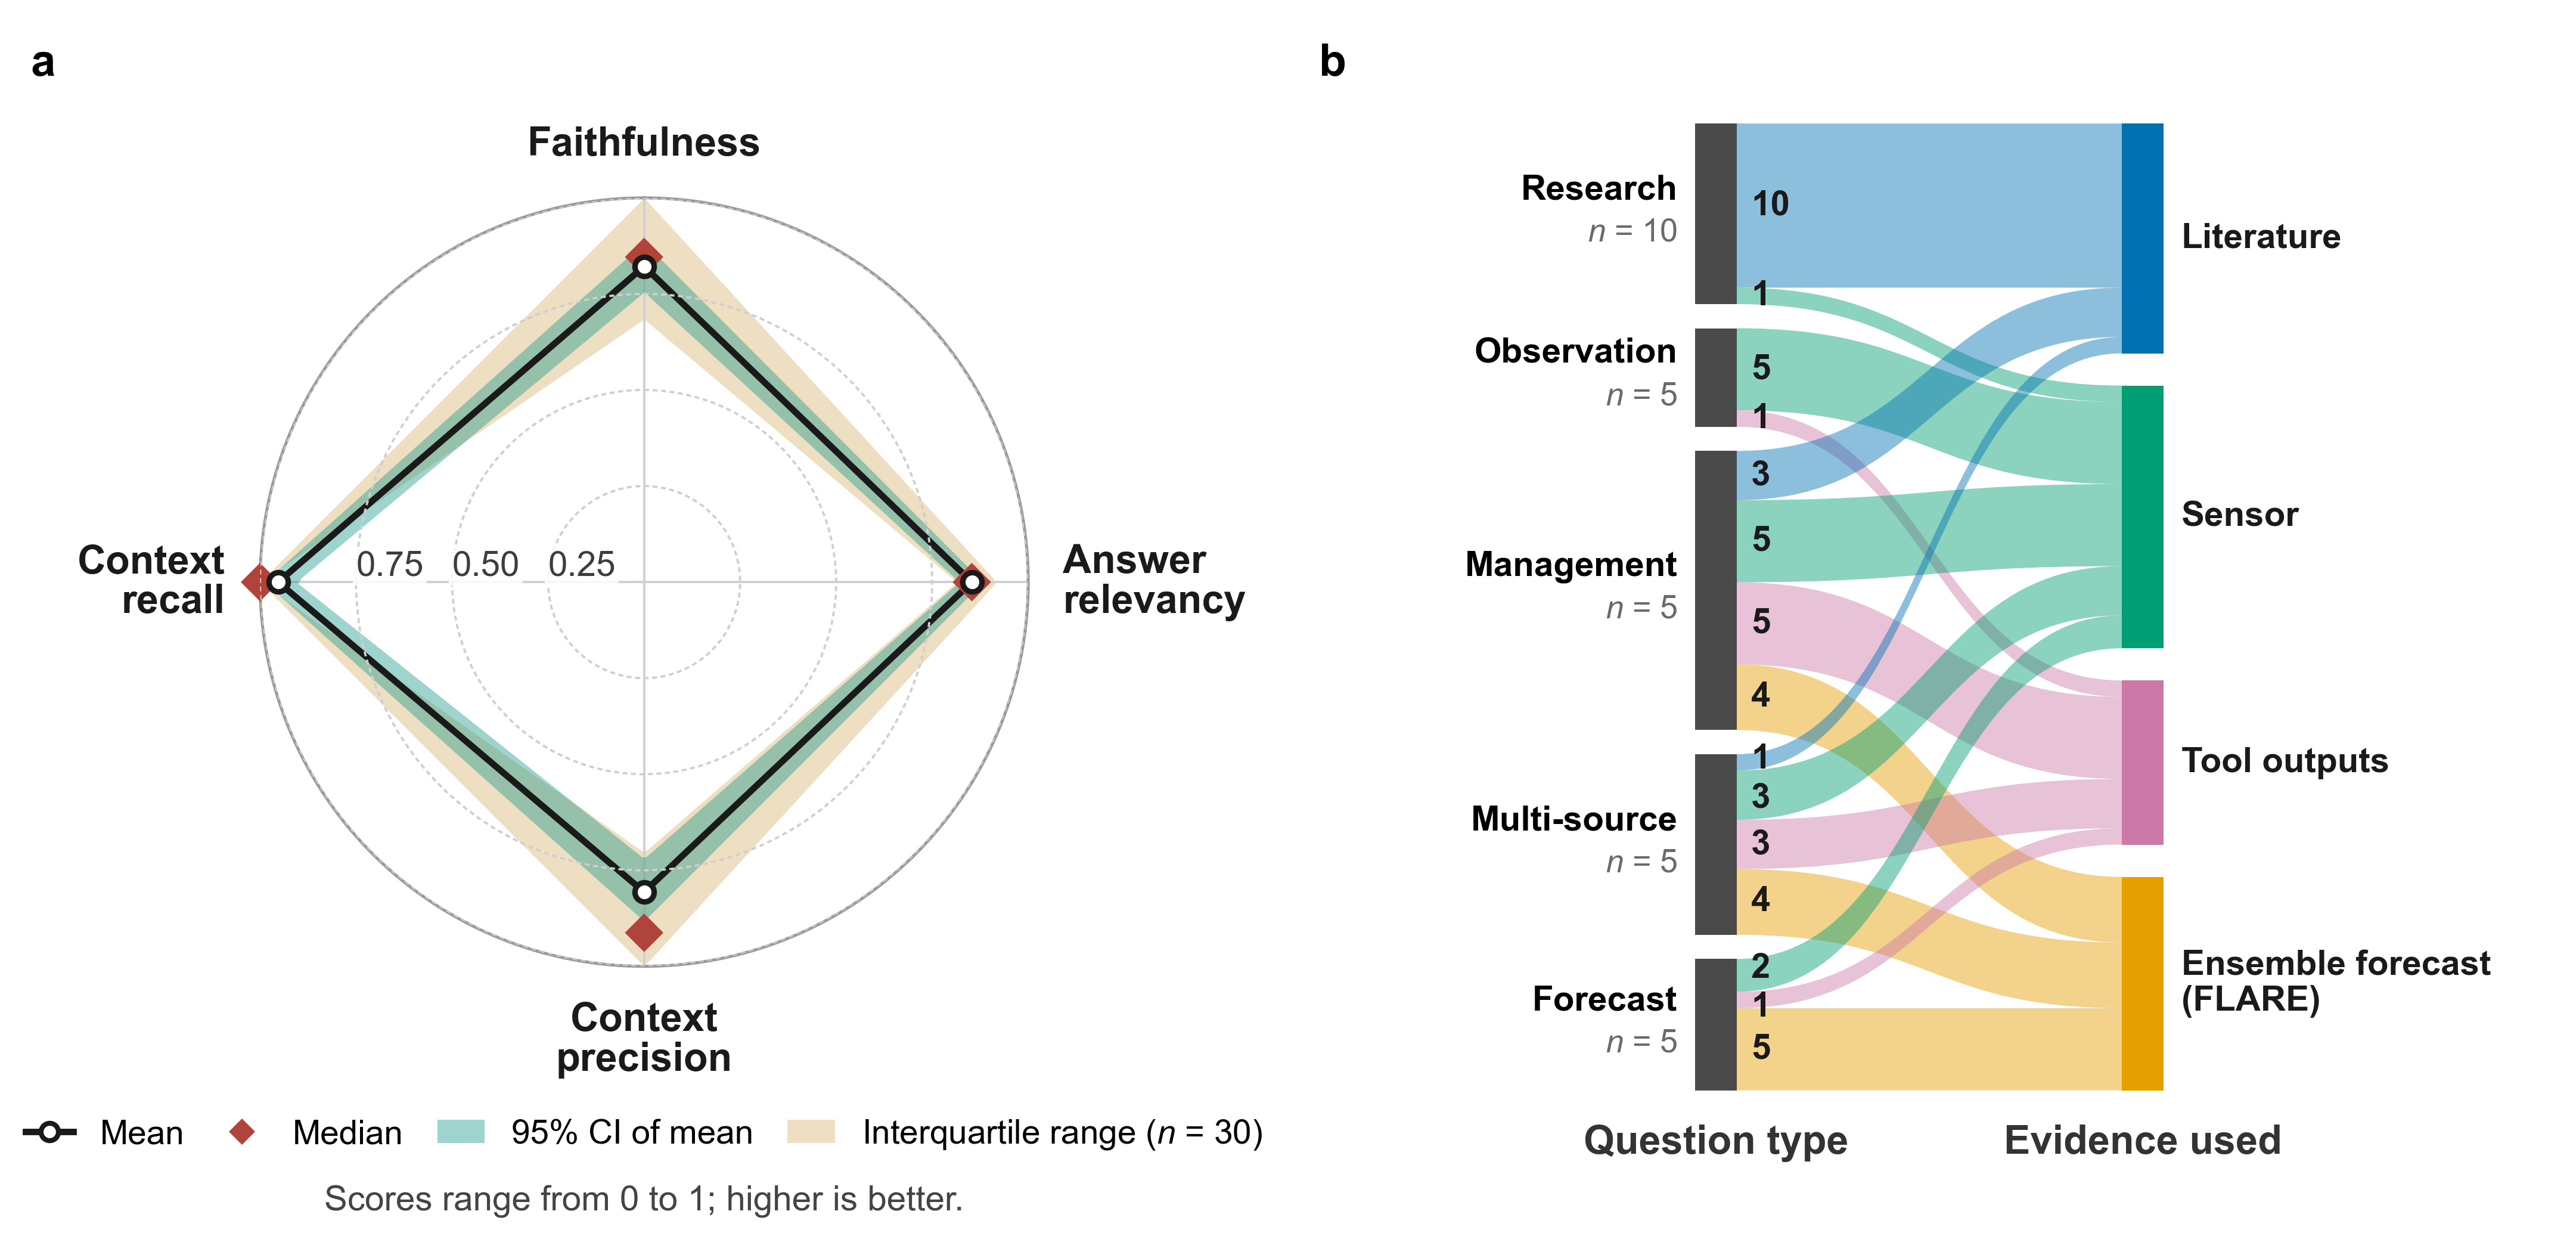 a
Faithfulness
Context
recall
0.75
0.50
0.25
Answer
relevancy
Context
precision
Mean
Median
95% CI of mean
Interquartile range (n = 30)
Scores range from 0 to 1; higher is better.
b
Research
n = 10
10
1
Observation
n = 5
5
1
Management
n = 5
3
5
5
4
Multi-source
n = 5
1
3
3
4
Forecast
n = 5
2
1
5
Literature
Sensor
Tool outputs
Ensemble forecast
(FLARE)
Question type
Evidence used